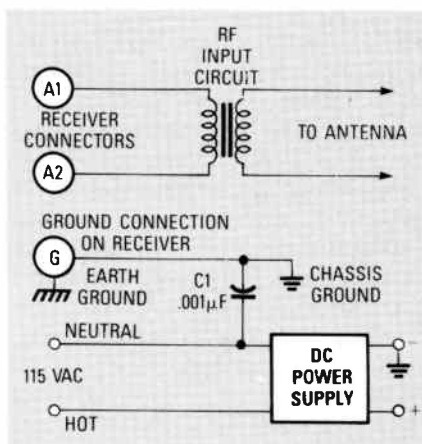 RF
INPUT
CIRCUIT
A1
RECEIVER
CONNECTORS
TO ANTENNA
A2
GROUND CONNECTION
ON RECEIVER
G
EARTH
GROUND
C1
.001μF
CHASSIS
GROUND
NEUTRAL
115 VAC
DC
POWER
SUPPLY
-
+
HOT